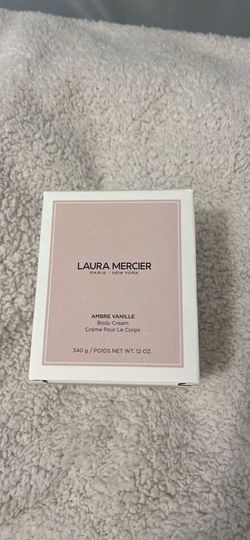 LAURA MERCIER
PARIS - NEW YORK
AMBRE VANILLE
Body Cream
Crème Pour Le Corps
340 g / POIDS NET WT. 12 OZ.